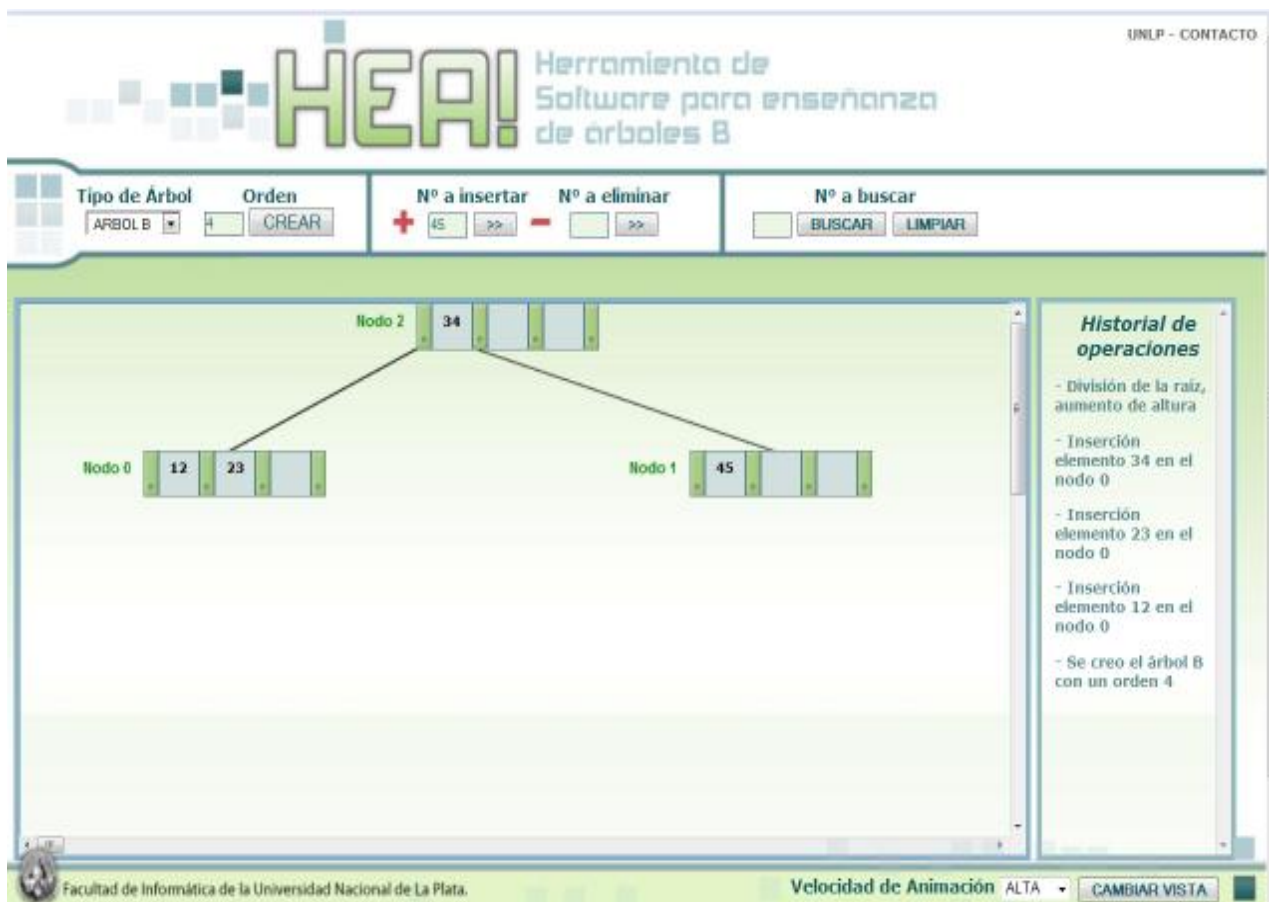 UNLP - CONTACTO
HEA!
Herramienta de
Software para enseñanza
de árboles B
Tipo de Árbol
Orden
ARBOL B
4
CREAR
Nº a insertar
Nº a eliminar
45
>>
>>
Nº a buscar
BUSCAR
LIMPIAR
Nodo 2
34
Nodo 0
12
23
Nodo 1
45
Historial de
operaciones
- División de la raíz,
aumento de altura
- Inserción
elemento 34 en el
nodo 0
- Inserción
elemento 23 en el
nodo 0
- Inserción
elemento 12 en el
nodo 0
- Se creo el árbol B
con un orden 4
Facultad de Informática de la Universidad Nacional de La Plata.
Velocidad de Animación
ALTA
CAMBIAR VISTA